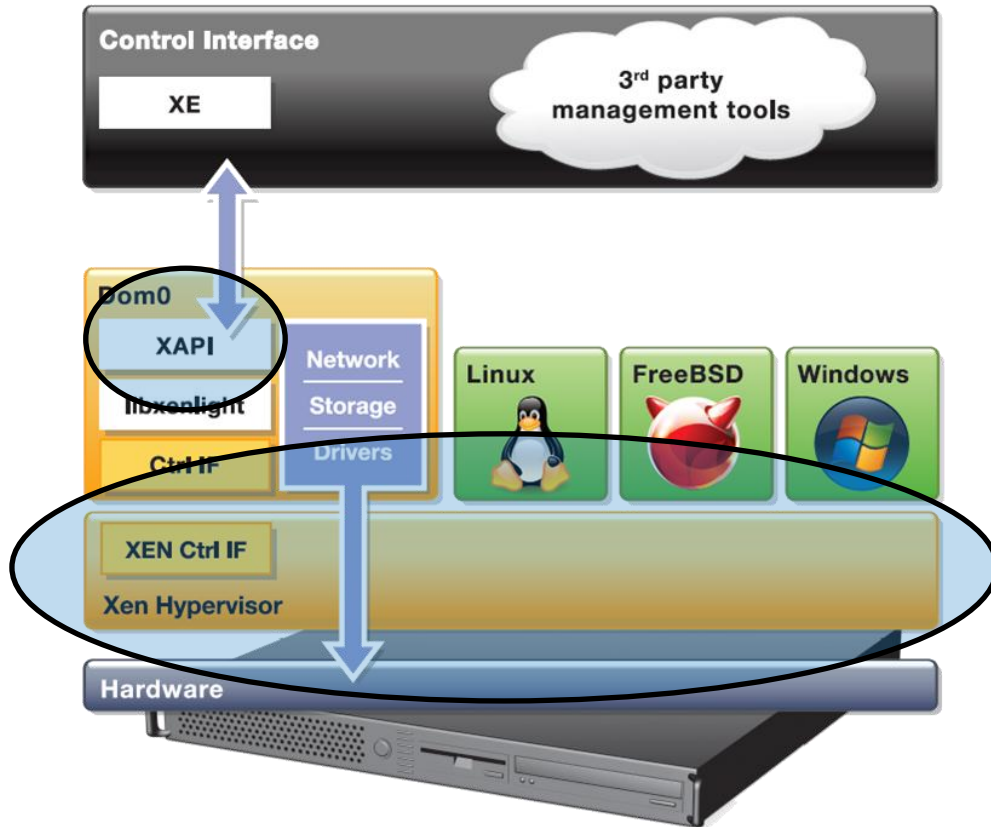 Control Interface
XE
3rd party
management tools
Dom0
XAPI
libxenlight
Ctrl IF
Network
Storage
Drivers
Linux
FreeBSD
Windows
XEN Ctrl IF
Xen Hypervisor
Hardware